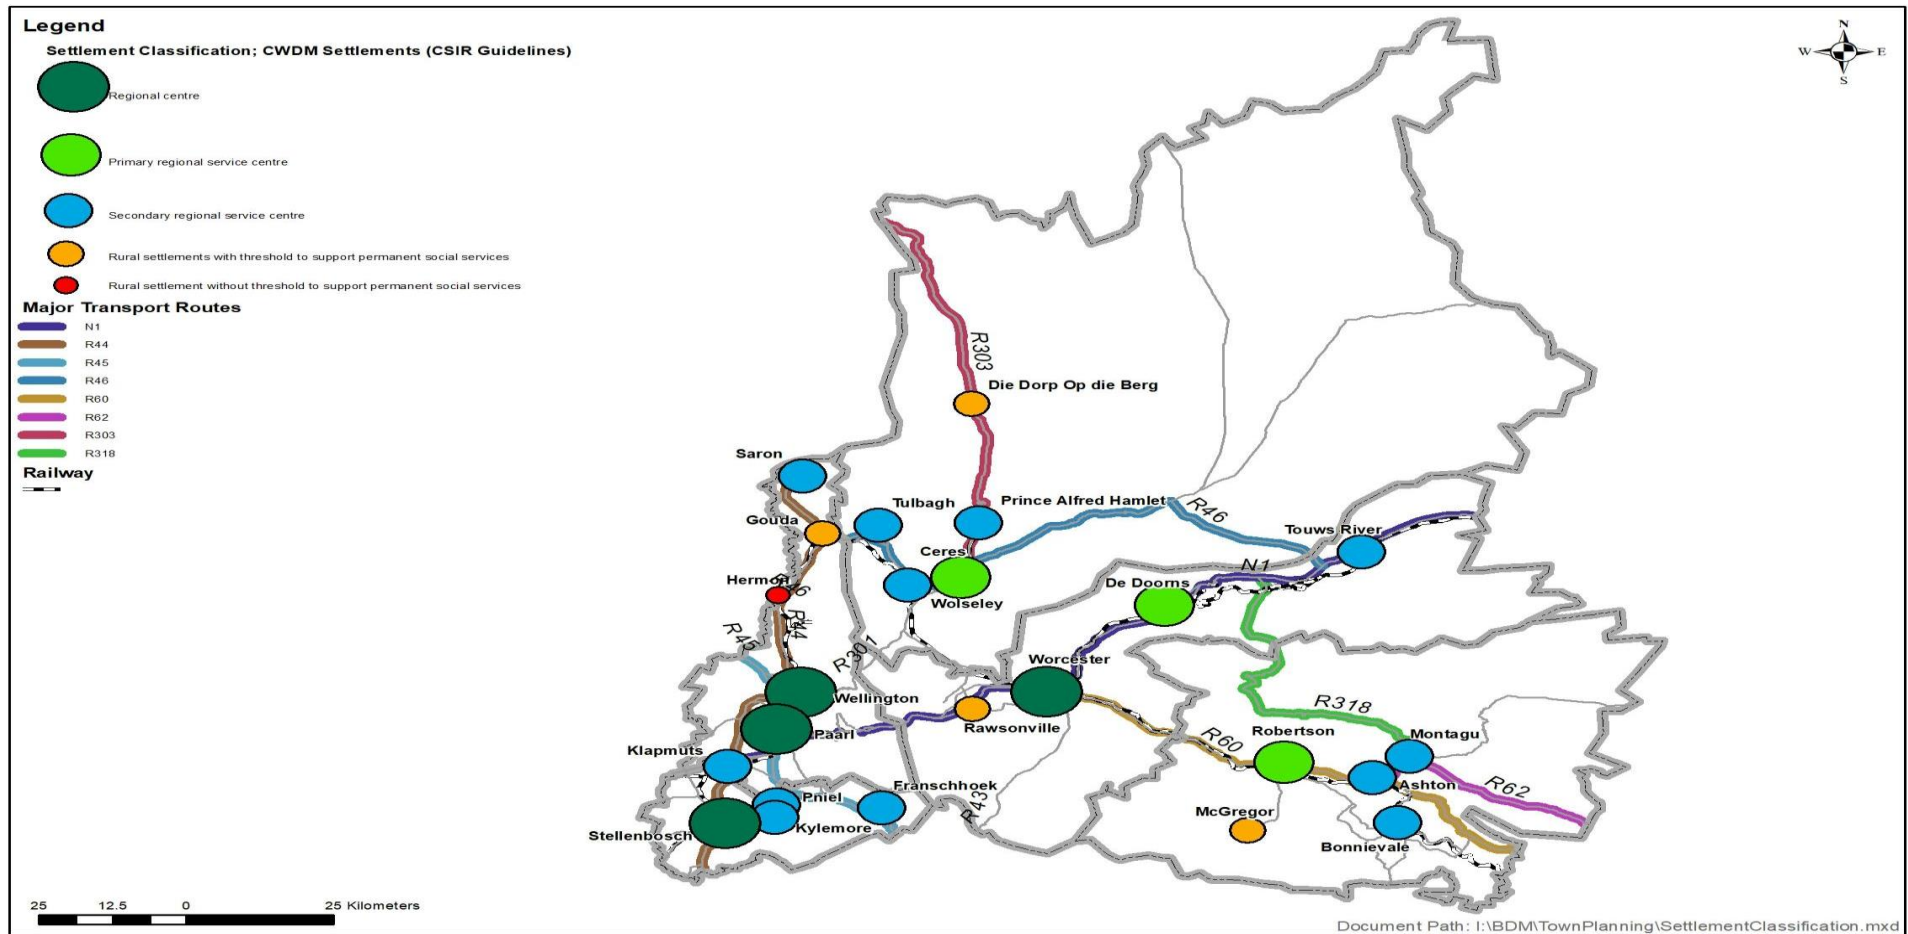 Legend
Settlement Classification; CWDM Settlements (CSIR Guidelines)
Regional centre
Primary regional service centre
Secondary regional service centre
Rural settlements with threshold to support permanent social services
Rural settlement without threshold to support permanent social services
Major Transport Routes
N1
R44
R45
R46
R60
R62
R303
R318
Railway
N
W E
S
R303
Die Dorp Op die Berg
Saron
Tulbagh
Prince Alfred Hamlet
R46
Gouda
Touws River
Ceres
N1
Hermon
De Doorns
Wolseley
R44
R45
R301
Worcester
Wellington
R318
Rawsonville
Paarl
R60
Robertson
Montagu
Klapmuts
Franschhoek
R62
Ashton
Pniel
R43
McGregor
Kylemore
Stellenbosch
Bonnievale
25 12.5 0 25 Kilometers
Document Path: I:\BDM\TownPlanning\SettlementClassification.mxd